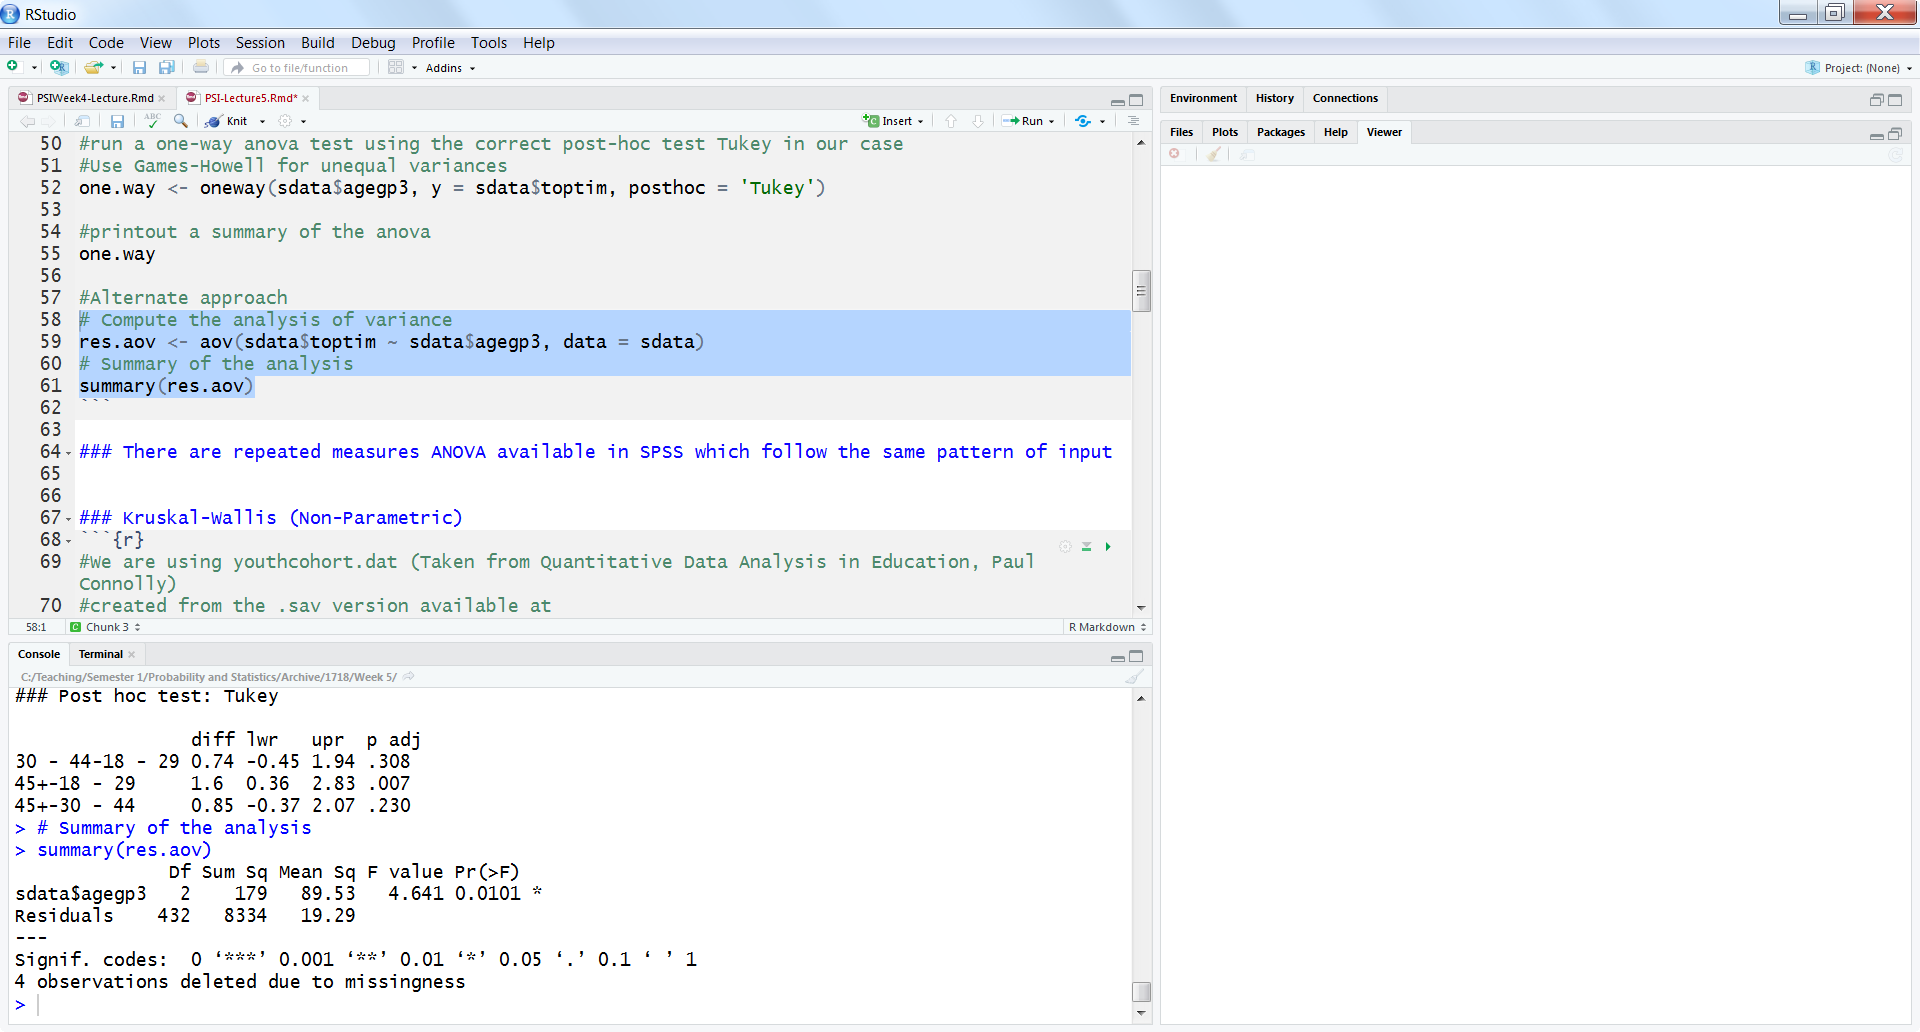 RStudio
File Edit Code View Plots Session Build Debug Profile Tools Help
Go to file/function Addins Project: (None)
PSIWeek4-Lecture.Rmd PSI-Lecture5.Rmd*
ABC Knit Insert Run
50 #run a one-way anova test using the correct post-hoc test Tukey in our case
51 #Use Games-Howell for unequal variances
52 one.way <- oneway(sdata$agegp3, y = sdata$toptim, posthoc = 'Tukey')
53
54 #printout a summary of the anova
55 one.way
56
57 #Alternate approach
58 # Compute the analysis of variance
59 res.aov <- aov(sdata$toptim ~ sdata$agegp3, data = sdata)
60 # Summary of the analysis
61 summary(res.aov)
62 ```
63
64 ### There are repeated measures ANOVA available in SPSS which follow the same pattern of input
65
66
67 ### Kruskal-Wallis (Non-Parametric)
68 ```{r}
69 #We are using youthcohort.dat (Taken from Quantitative Data Analysis in Education, Paul
Connolly)
70 #created from the .sav version available at
58:1 C Chunk 3 R Markdown
Console Terminal
C:/Teaching/Semester 1/Probability and Statistics/Archive/1718/Week 5/
### Post hoc test: Tukey
diff lwr upr p adj
30 - 44-18 - 29 0.74 -0.45 1.94 .308
45+-18 - 29 1.6 0.36 2.83 .007
45+-30 - 44 0.85 -0.37 2.07 .230
> # Summary of the analysis
> summary(res.aov)
Df Sum Sq Mean Sq F value Pr(>F)
sdata$agegp3 2 179 89.53 4.641 0.0101 *
Residuals 432 8334 19.29
---
Signif. codes: 0 ‘***’ 0.001 ‘**’ 0.01 ‘*’ 0.05 ‘.’ 0.1 ‘ ’ 1
4 observations deleted due to missingness
>
Environment History Connections
Files Plots Packages Help Viewer